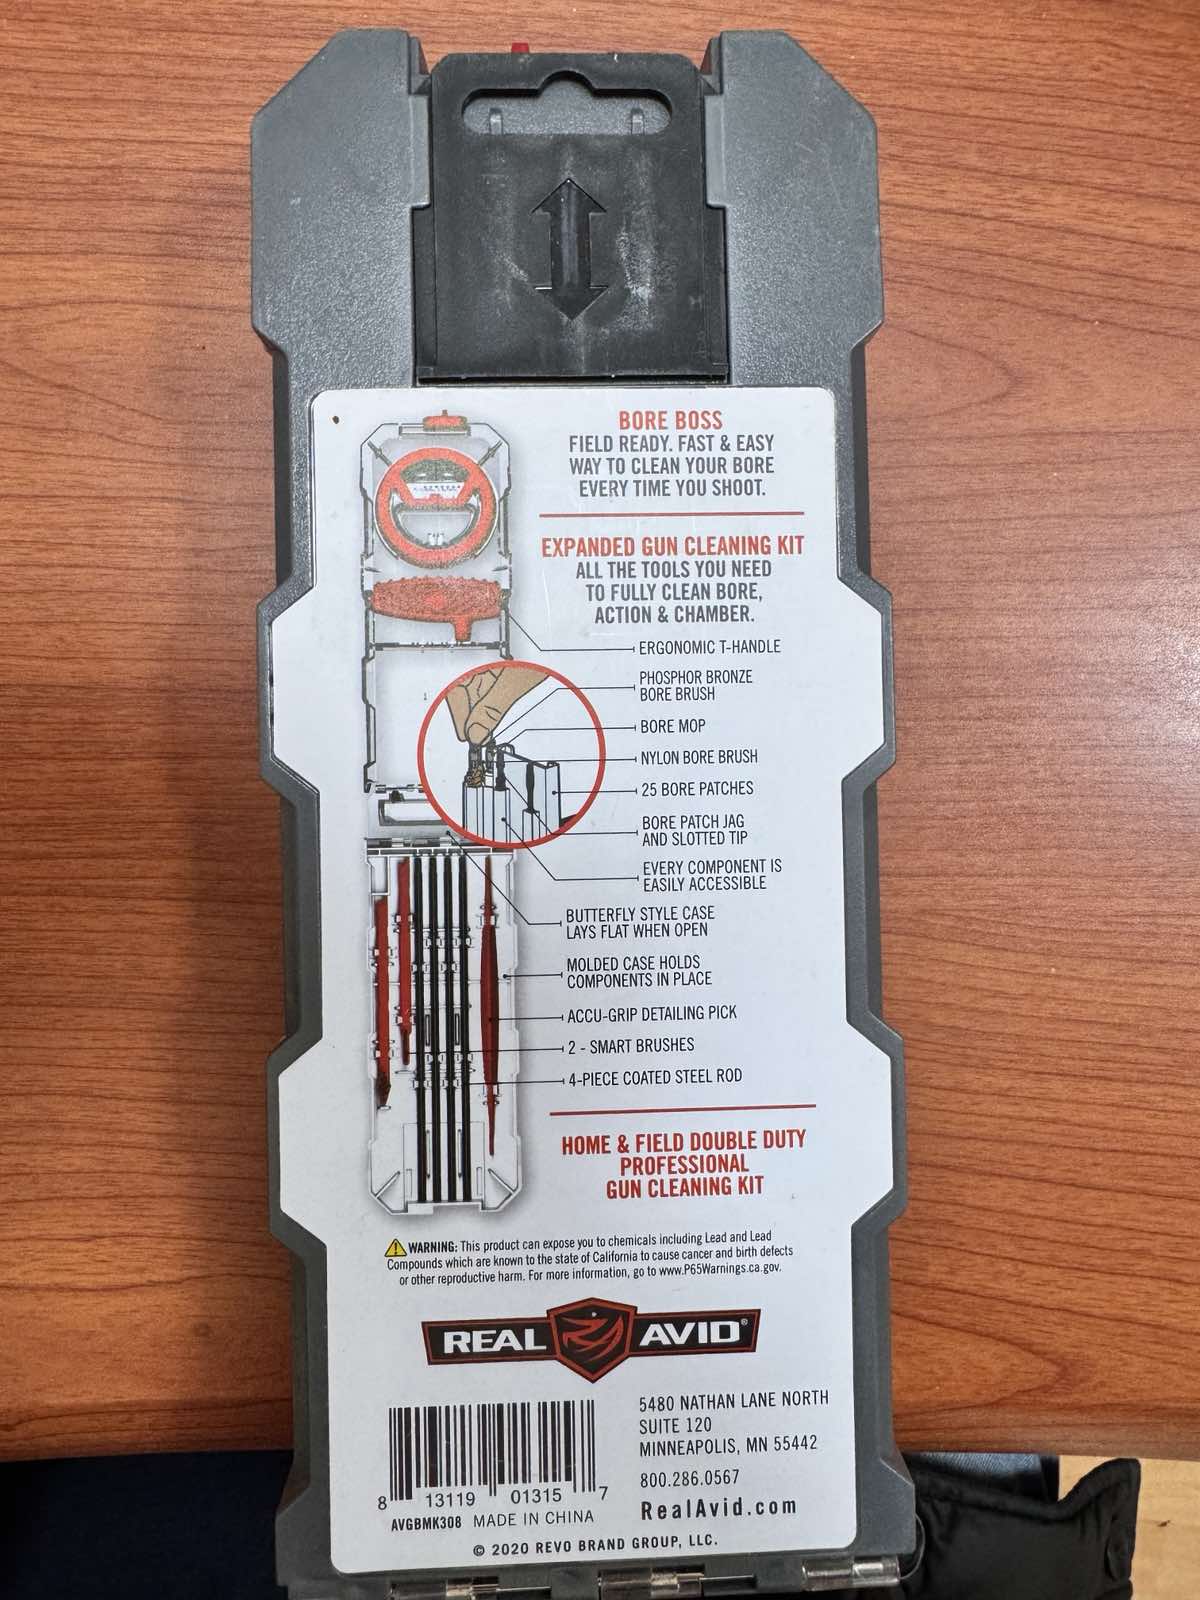 BORE BOSS
FIELD READY. FAST & EASY
WAY TO CLEAN YOUR BORE
EVERY TIME YOU SHOOT.
EXPANDED GUN CLEANING KIT
ALL THE TOOLS YOU NEED
TO FULLY CLEAN BORE,
ACTION & CHAMBER.
ERGONOMIC T-HANDLE
PHOSPHOR BRONZE
BORE BRUSH
BORE MOP
NYLON BORE BRUSH
25 BORE PATCHES
BORE PATCH JAG
AND SLOTTED TIP
EVERY COMPONENT IS
EASILY ACCESSIBLE
BUTTERFLY STYLE CASE
LAYS FLAT WHEN OPEN
MOLDED CASE HOLDS
COMPONENTS IN PLACE
ACCU-GRIP DETAILING PICK
2 - SMART BRUSHES
4-PIECE COATED STEEL ROD
HOME & FIELD DOUBLE DUTY
PROFESSIONAL
GUN CLEANING KIT
WARNING: This product can expose you to chemicals including Lead and Lead
Compounds which are known to the state of California to cause cancer and birth defects
or other reproductive harm. For more information, go to www.P65Warnings.ca.gov.
REAL AVID®
5480 NATHAN LANE NORTH
SUITE 120
MINNEAPOLIS, MN 55442
800.286.0567
RealAvid.com
8 13119 01315 7
AVGBMK308 MADE IN CHINA
© 2020 REVO BRAND GROUP, LLC.